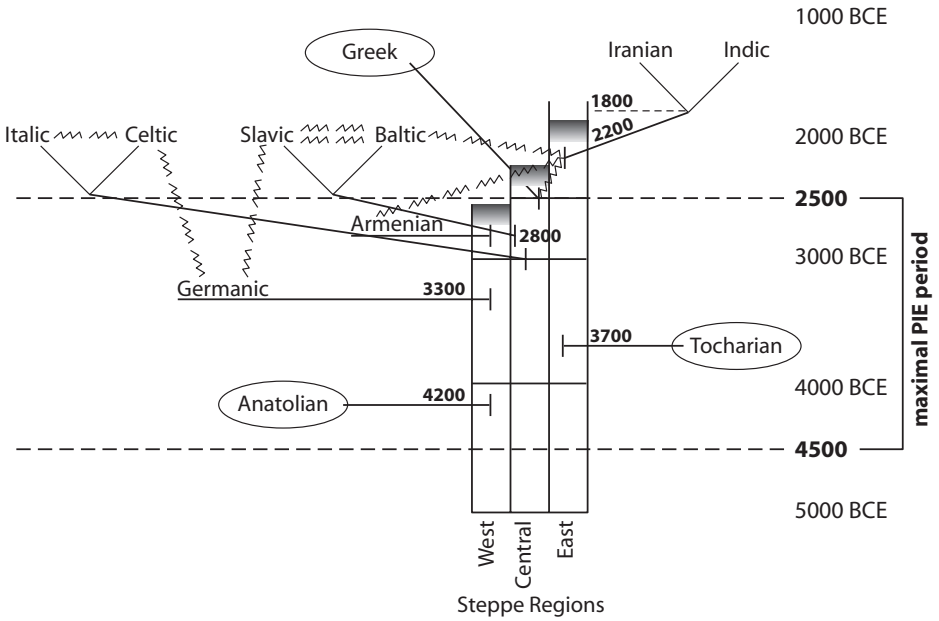 1000 BCE
Greek
Iranian Indic
1800
2200
Italic Celtic Slavic Baltic 2000 BCE
2500
Armenian
2800
3000 BCE
Germanic 3300
3700
Tocharian
4000 BCE
Anatolian 4200
4500
maximal PIE period
5000 BCE
West
Central
East
Steppe Regions